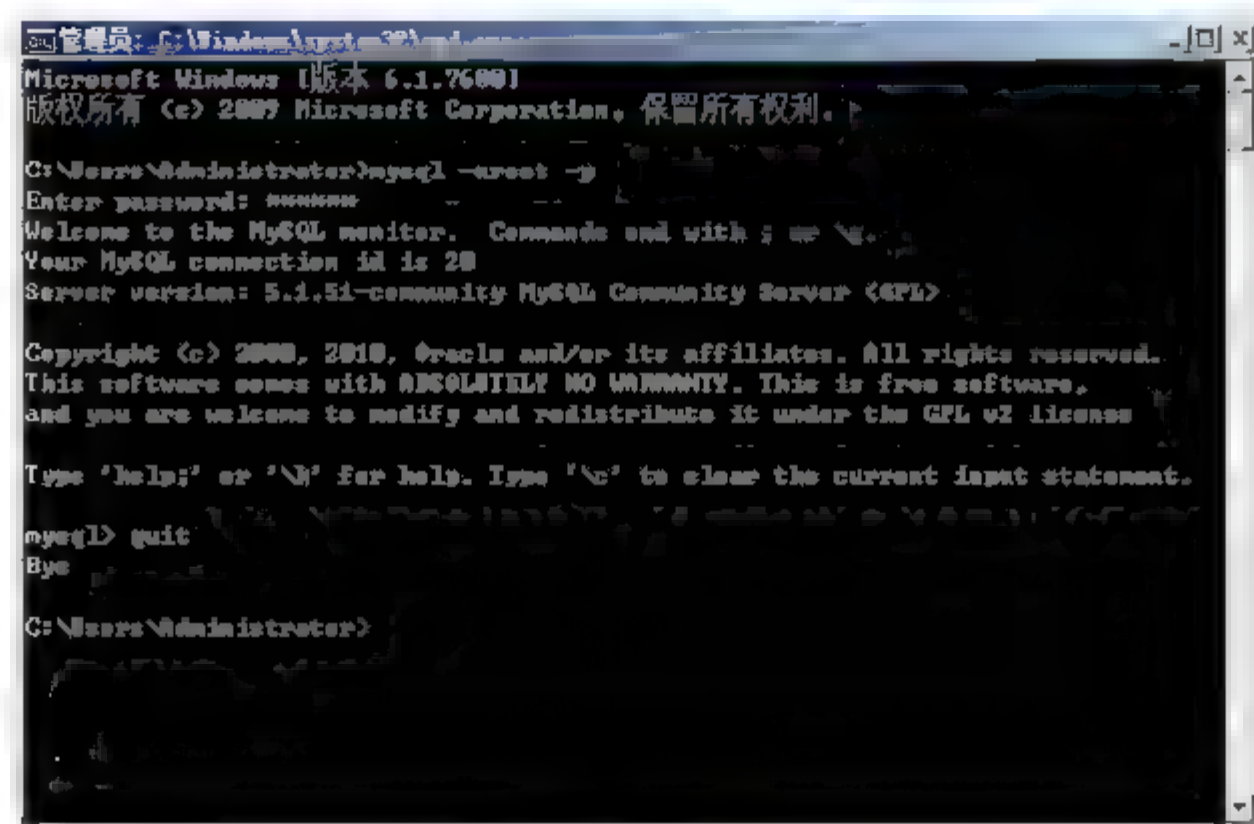 管理员: C:\Windows\system32\cmd.exe
Microsoft Windows [版本 6.1.7600]
版权所有 (c) 2009 Microsoft Corporation。保留所有权利。
C:\Users\Administrator>mysql -uroot -p
Enter password: ******
Welcome to the MySQL monitor.  Commands end with ; or \g.
Your MySQL connection id is 20
Server version: 5.1.51-community MySQL Community Server (GPL)
Copyright (c) 2000, 2010, Oracle and/or its affiliates. All rights reserved.
This software comes with ABSOLUTELY NO WARRANTY. This is free software,
and you are welcome to modify and redistribute it under the GPL v2 license
Type 'help;' or '\h' for help. Type '\c' to clear the current input statement.
mysql> quit
Bye
C:\Users\Administrator>